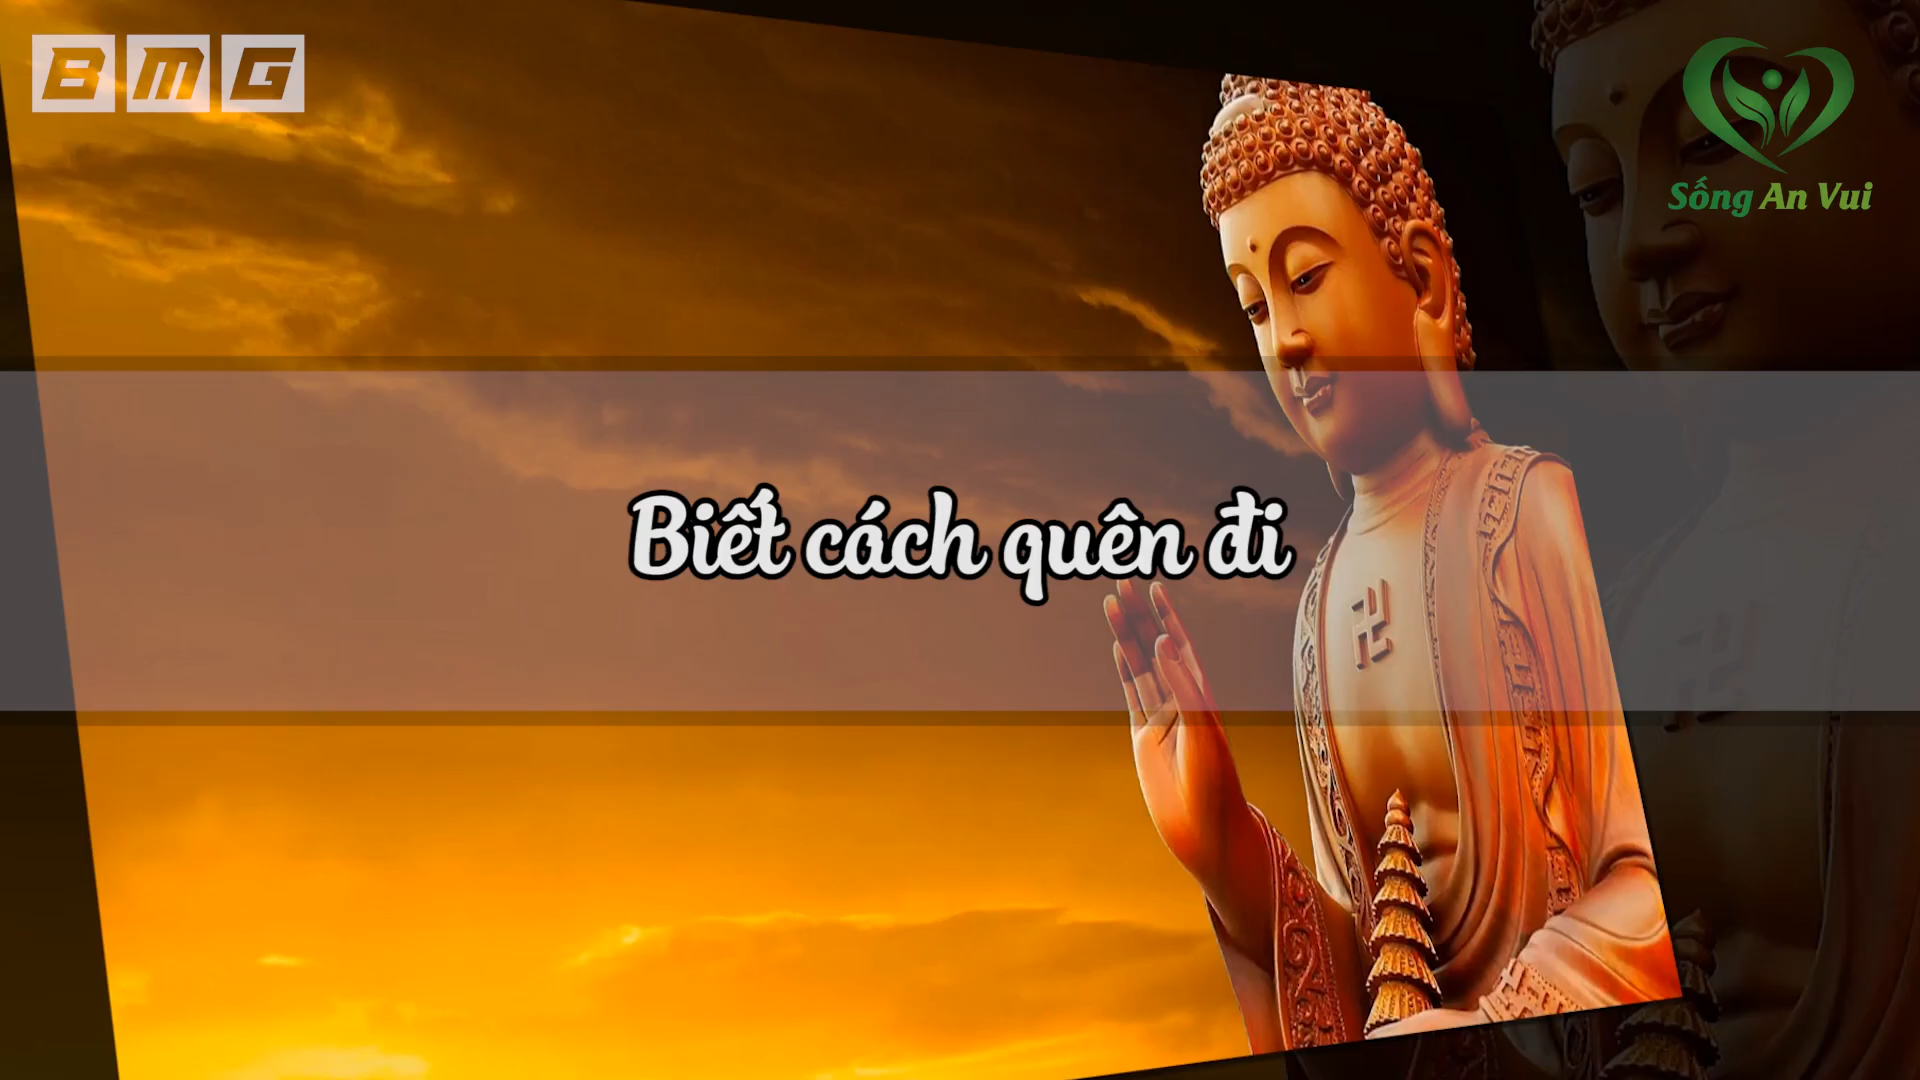 BMG
Sống An Vui
Biết cách quên đi